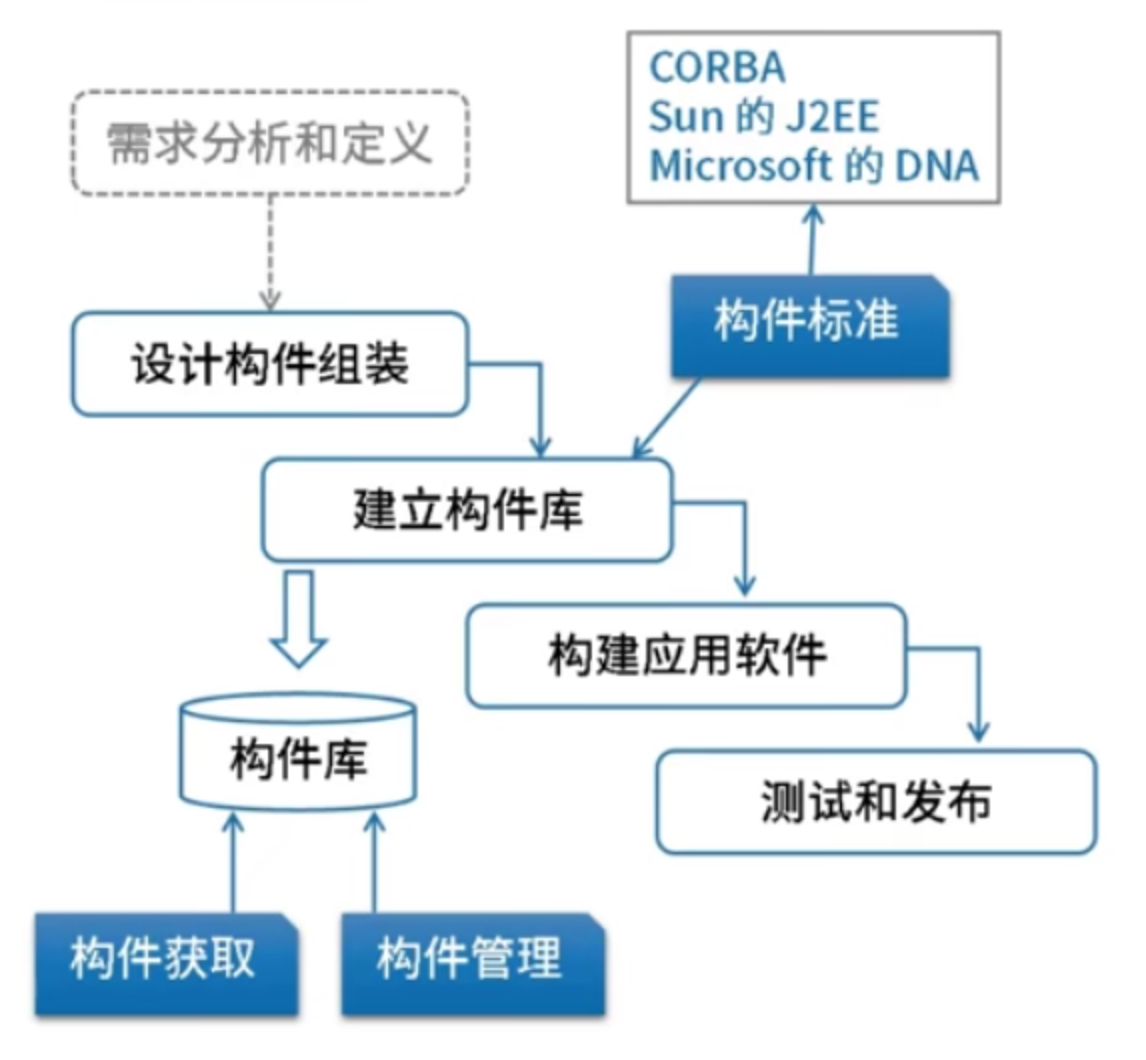 需求分析和定义
CORBA
Sun 的 J2EE
Microsoft 的 DNA
构件标准
设计构件组装
建立构件库
构建应用软件
构件库
测试和发布
构件获取
构件管理